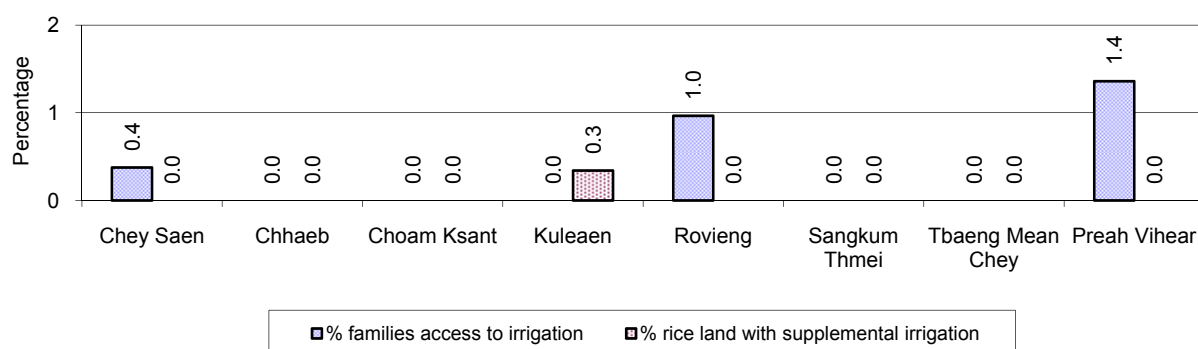 Percentage
2
1
0
0.4
0.0
0.0
0.0
0.0
0.0
0.0
0.3
1.0
0.0
0.0
0.0
0.0
0.0
1.4
0.0
Chey Saen
Chhaeb
Choam Ksant
Kuleaen
Rovieng
Sangkum
Thmei
Tbaeng Mean
Chey
Preah Vihear
% families access to irrigation
% rice land with supplemental irrigation